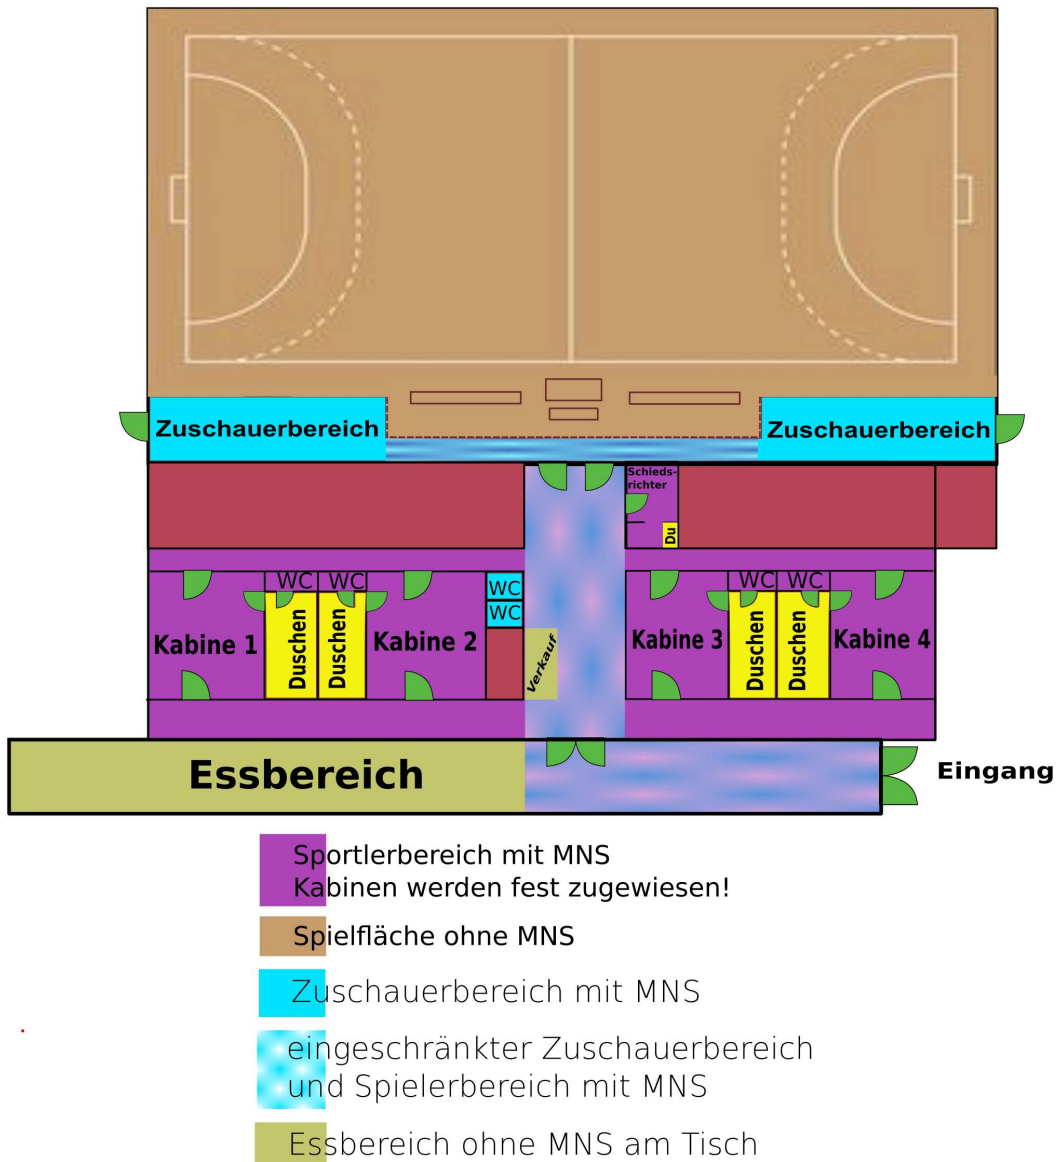 Zuschauerbereich
Zuschauerbereich
Schieds-
richter
Du
WC
WC
WC
WC
WC
WC
Kabine 1
Duschen
Duschen
Kabine 2
Verkauf
Kabine 3
Duschen
Duschen
Kabine 4
Essbereich
Eingang
Sportlerbereich mit MNS
Kabinen werden fest zugewiesen!
Spielfläche ohne MNS
Zuschauerbereich mit MNS
eingeschränkter Zuschauerbereich
und Spielerbereich mit MNS
Essbereich ohne MNS am Tisch